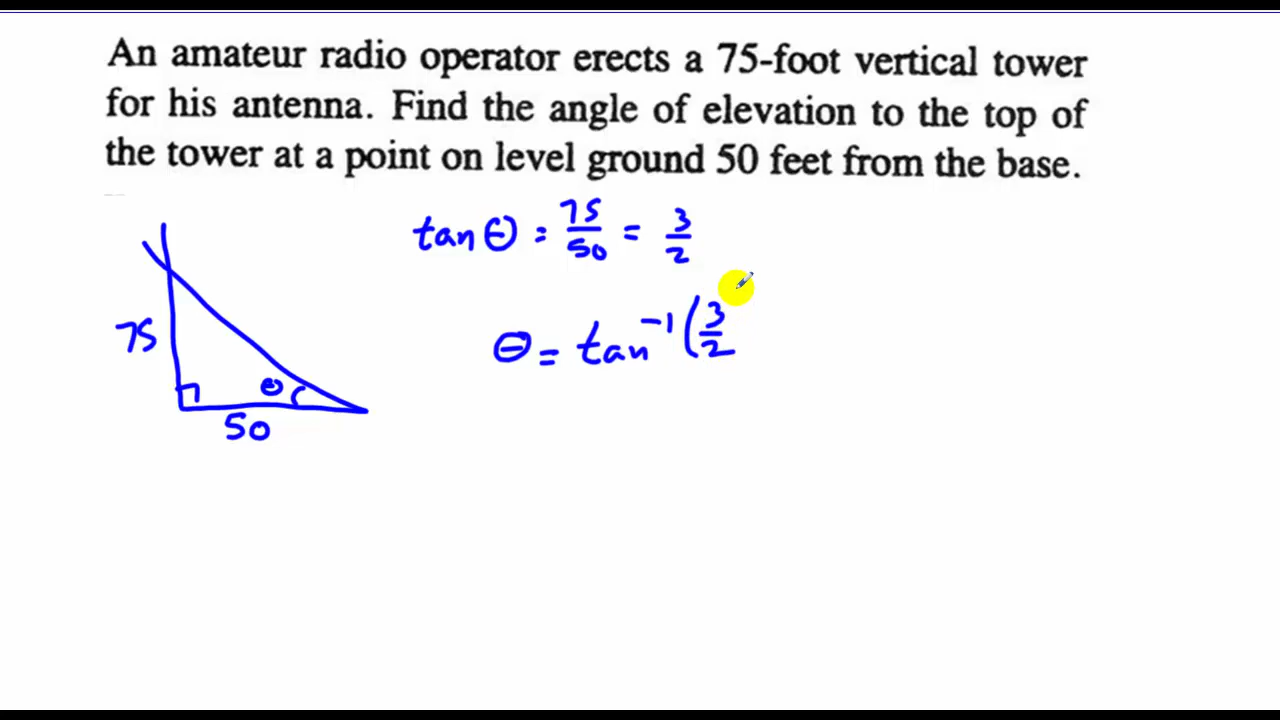 An amateur radio operator erects a 75-foot vertical tower
for his antenna. Find the angle of elevation to the top of
the tower at a point on level ground 50 feet from the base.
tan Θ = 75/50 = 3/2
Θ = tan⁻¹(3/2
75
Θ
50